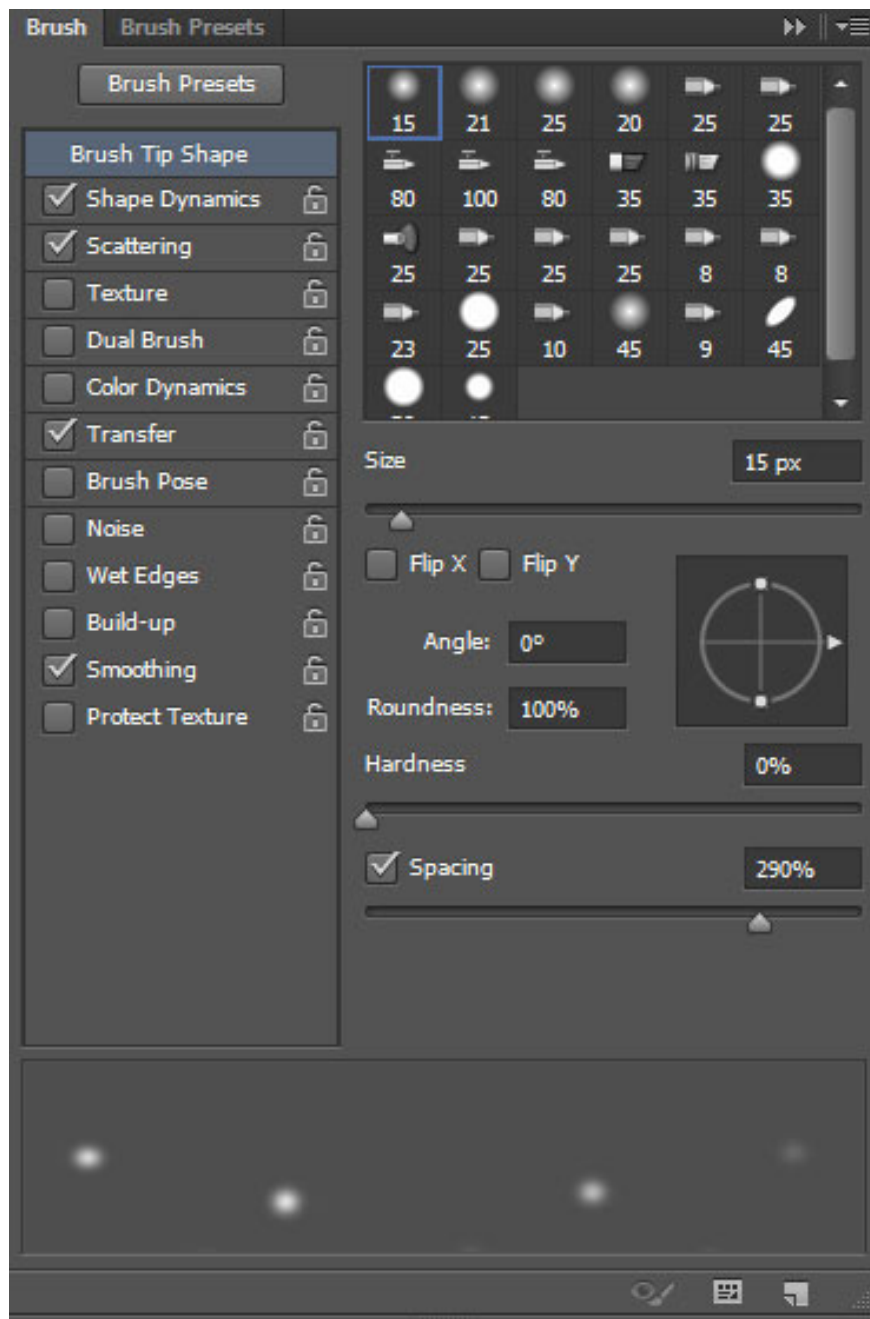 Brush Brush Presets
Brush Presets
Brush Tip Shape
Shape Dynamics
Scattering
Texture
Dual Brush
Color Dynamics
Transfer
Brush Pose
Noise
Wet Edges
Build-up
Smoothing
Protect Texture
15 21 25 20 25 25
80 100 80 35 35 35
25 25 25 25 8 8
23 25 10 45 9 45
Size 15 px
Flip X Flip Y
Angle: 0°
Roundness: 100%
Hardness 0%
Spacing 290%